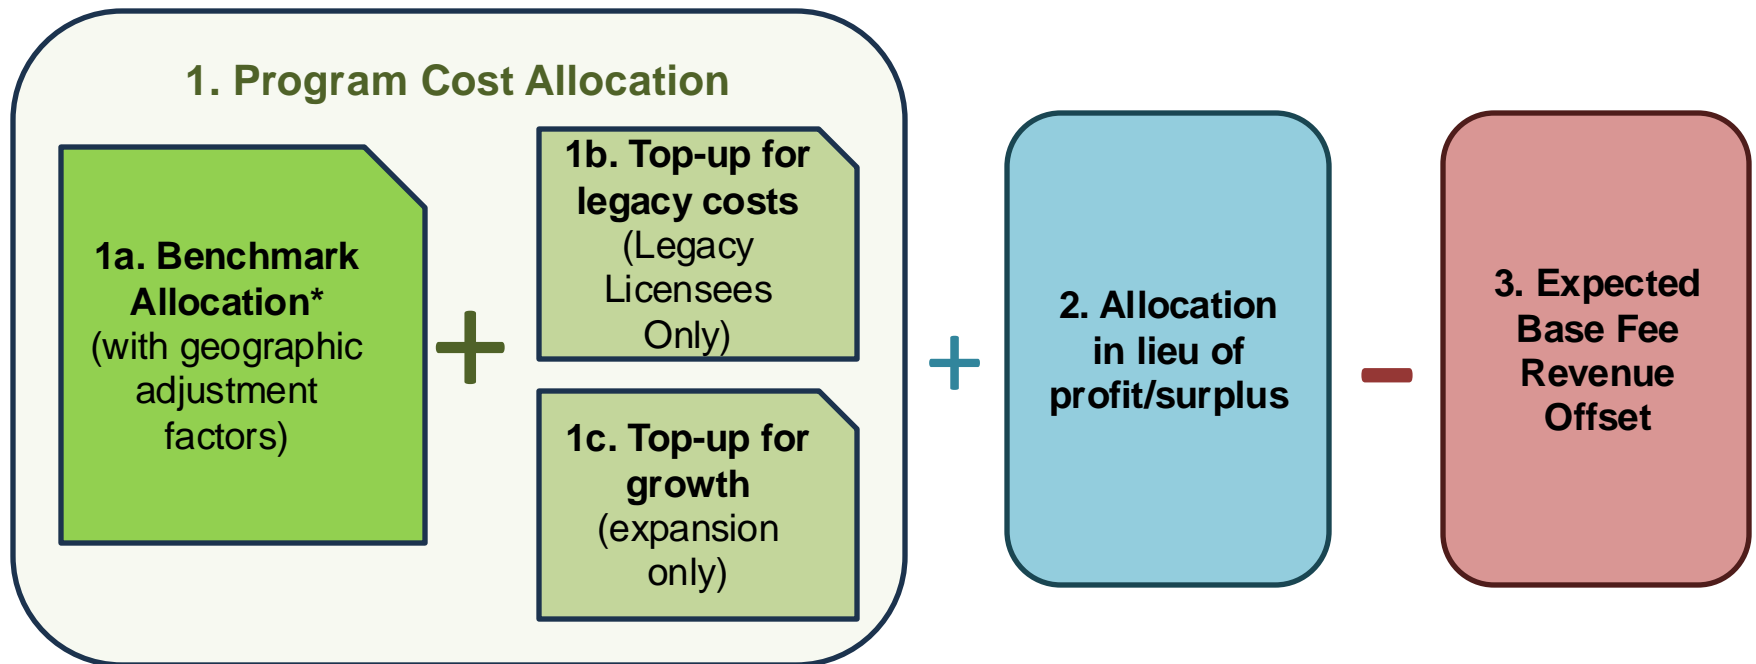 1. Program Cost Allocation
1a. Benchmark
Allocation*
(with geographic
adjustment
factors)
+
1b. Top-up for
legacy costs
(Legacy
Licensees
Only)
1c. Top-up for
growth
(expansion
only)
+
2. Allocation
in lieu of
profit/surplus
-
3. Expected
Base Fee
Revenue
Offset